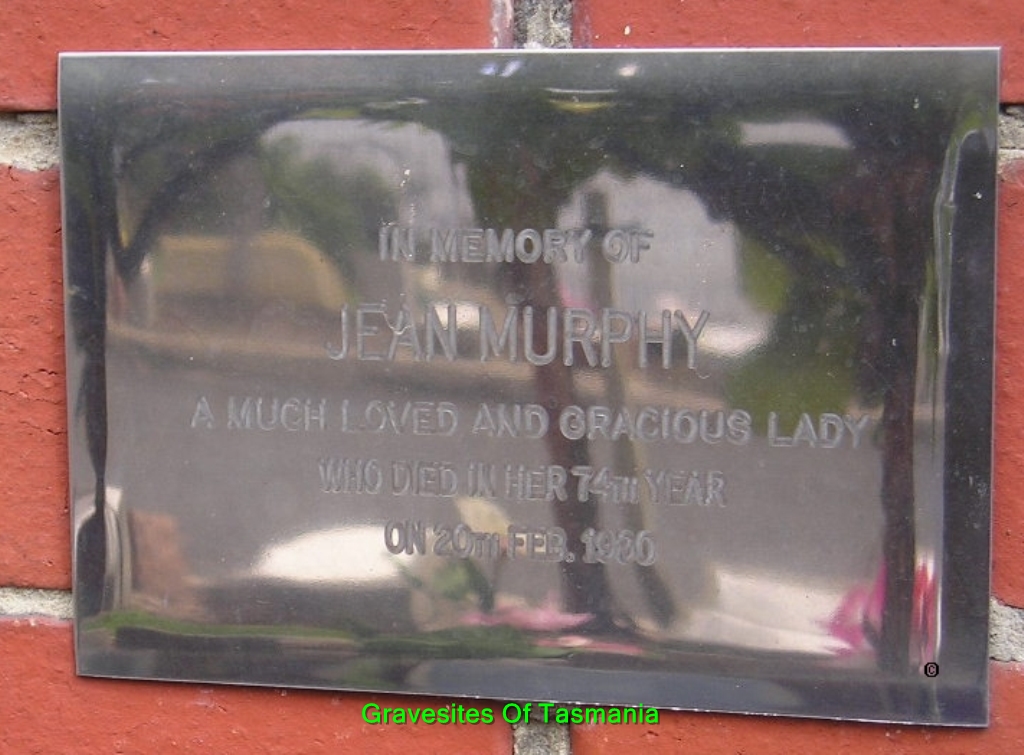 IN MEMORY OF
JEAN MURPHY
A MUCH LOVED AND GRACIOUS LADY
WHO DIED IN HER 74TH YEAR
ON 20TH FEB.
©
Gravesites Of Tasmania